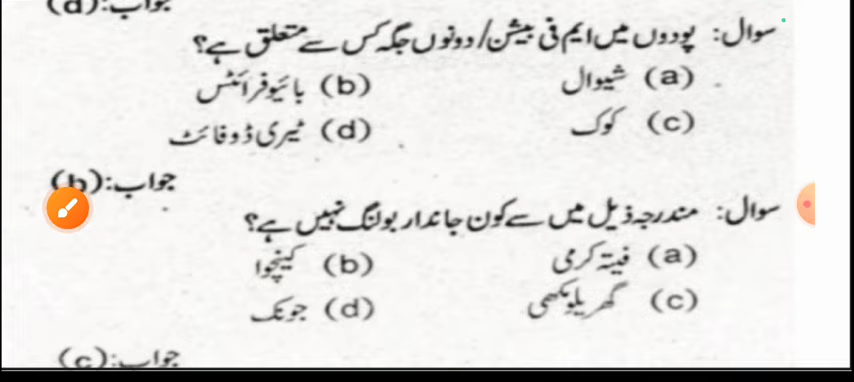 جواب:(d)
سوال: پودوں میں ایم فی بیشن/دونوں جگہ کس سے متعلق ہے؟
(a) شیوال (b) بائیوفرائٹس
(c) کوک (d) ٹیری ڈوفائٹ
جواب:(b)
سوال: مندرجہ ذیل میں سے کون جاندار بولنگ نہیں ہے؟
(a) فیتہ کرمی (b) کینچوا
(c) گھریلو مکھی (d) جونک
جواب:(c)